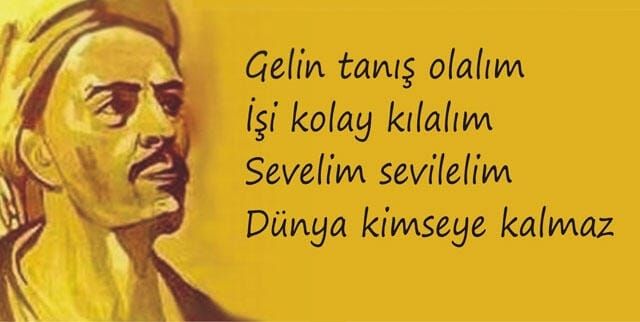 Gelin tanış olalım
İşi kolay kılalım
Sevelim sevilelim
Dünya kimseye kalmaz